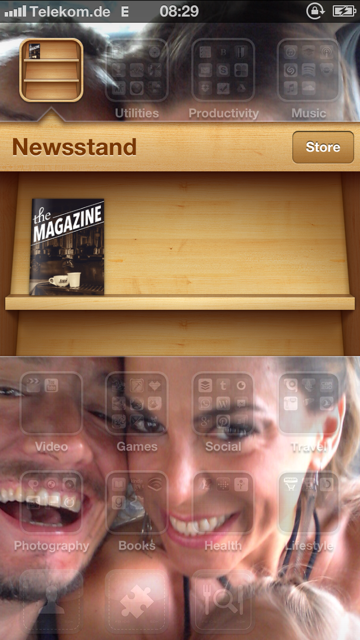 Telekom.de E 08:29
Utilities Productivity Music
Newsstand Store
the
MAGAZINE
Video Games Social Travel
Photography Books Health Lifestyle